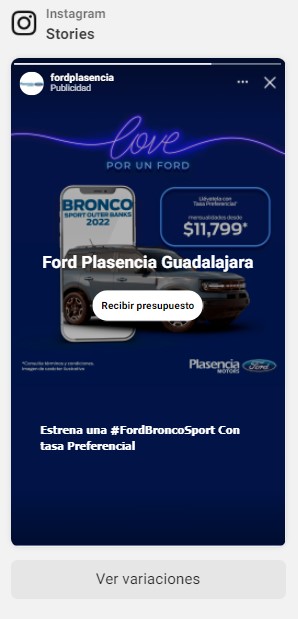 Instagram
Stories
fordplasencia
Publicidad
love
POR UN FORD
BRONCO
SPORT OUTER BANKS
2022
Llévatela con
Tasa Preferencial*
mensualidades desde
$11,799*
Ford Plasencia Guadalajara
Recibir presupuesto
*Consulta términos y condiciones.
Imagen de carácter ilustrativo
Plasencia
MOTORS
Ford
Estrena una #FordBroncoSport Con
tasa Preferencial
Ver variaciones